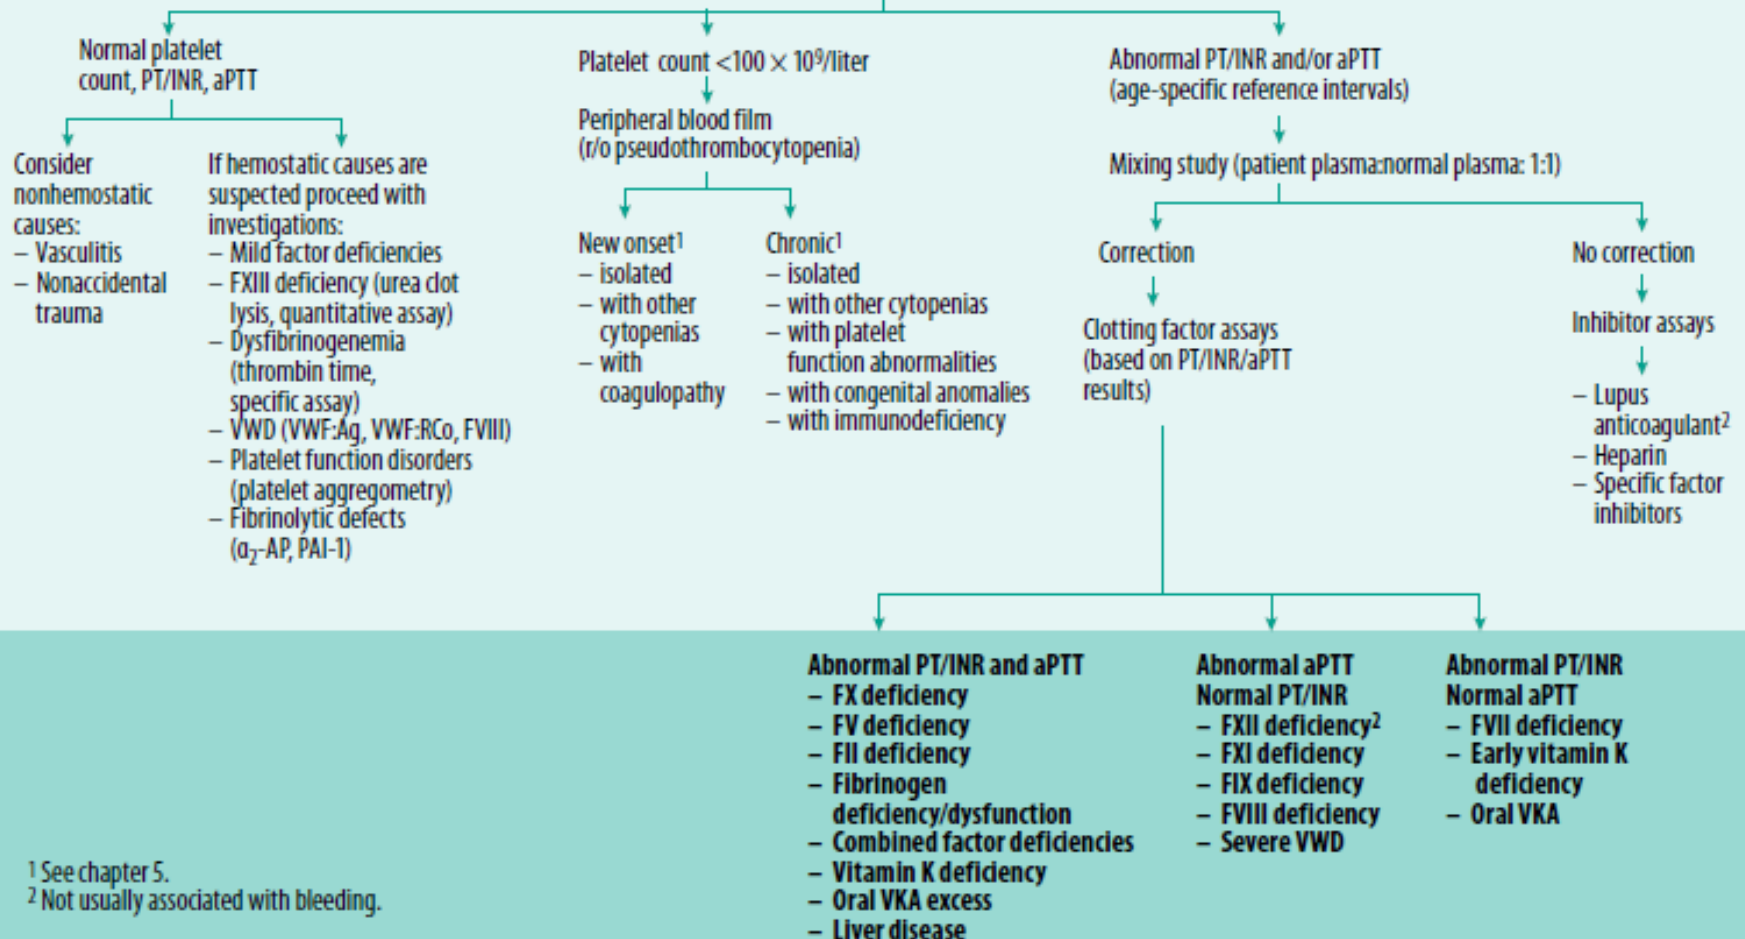 Normal platelet
count, PT/INR, aPTT
Consider
nonhemostatic
causes:
– Vasculitis
– Nonaccidental
trauma
If hemostatic causes are
suspected proceed with
investigations:
– Mild factor deficiencies
– FXIII deficiency (urea clot
lysis, quantitative assay)
– Dysfibrinogenemia
(thrombin time,
specific assay)
– VWD (VWF:Ag, VWF:RCo, FVIII)
– Platelet function disorders
(platelet aggregometry)
– Fibrinolytic defects
(α₂-AP, PAI-1)
Platelet count <100 × 10⁹/liter
Peripheral blood film
(r/o pseudothrombocytopenia)
New onset¹
– isolated
– with other
cytopenias
– with
coagulopathy
Chronic¹
– isolated
– with other cytopenias
– with platelet
function abnormalities
– with congenital anomalies
– with immunodeficiency
Abnormal PT/INR and/or aPTT
(age-specific reference intervals)
Mixing study (patient plasma:normal plasma: 1:1)
Correction
Clotting factor assays
(based on PT/INR/aPTT
results)
No correction
Inhibitor assays
– Lupus
anticoagulant²
– Heparin
– Specific factor
inhibitors
Abnormal PT/INR and aPTT
– FX deficiency
– FV deficiency
– FII deficiency
– Fibrinogen
deficiency/dysfunction
– Combined factor deficiencies
– Vitamin K deficiency
– Oral VKA excess
– Liver disease
Abnormal aPTT
Normal PT/INR
– FXII deficiency²
– FXI deficiency
– FIX deficiency
– FVIII deficiency
– Severe VWD
Abnormal PT/INR
Normal aPTT
– FVII deficiency
– Early vitamin K
deficiency
– Oral VKA
¹ See chapter 5.
² Not usually associated with bleeding.